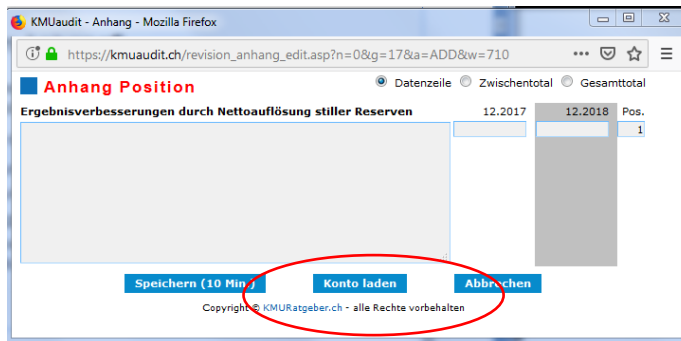 KMUaudit - Anhang - Mozilla Firefox
https://kmuaudit.ch/revision_anhang_edit.asp?n=0&g=17&a=ADD&w=710
Anhang Position
Datenzeile Zwischentotal Gesamttotal
Ergebnisverbesserungen durch Nettoauflösung stiller Reserven 12.2017 12.2018 Pos.
1
Speichern (10 Min.) Konto laden Abbrechen
Copyright © KMURatgeber.ch - alle Rechte vorbehalten